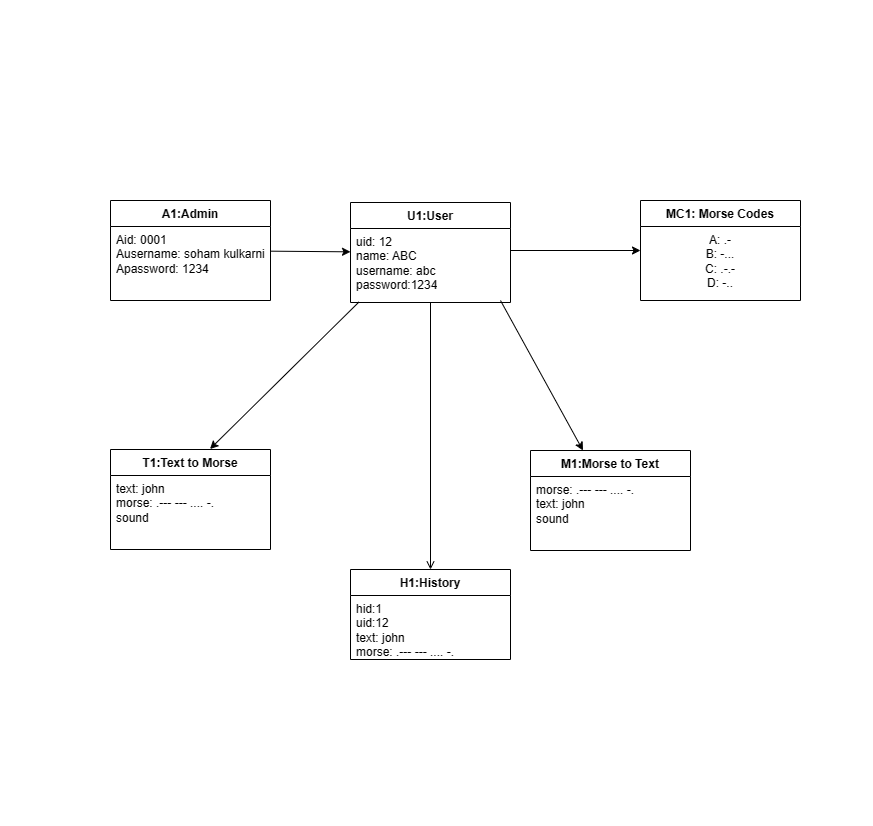 A1:Admin
Aid: 0001
Ausername: soham kulkarni
Apassword: 1234
U1:User
uid: 12
name: ABC
username: abc
password:1234
MC1: Morse Codes
A: .-
B: -...
C: .-.-
D: -..
T1:Text to Morse
text: john
morse: .--- --- .... -.
sound
M1:Morse to Text
morse: .--- --- .... -.
text: john
sound
H1:History
hid:1
uid:12
text: john
morse: .--- --- .... -.